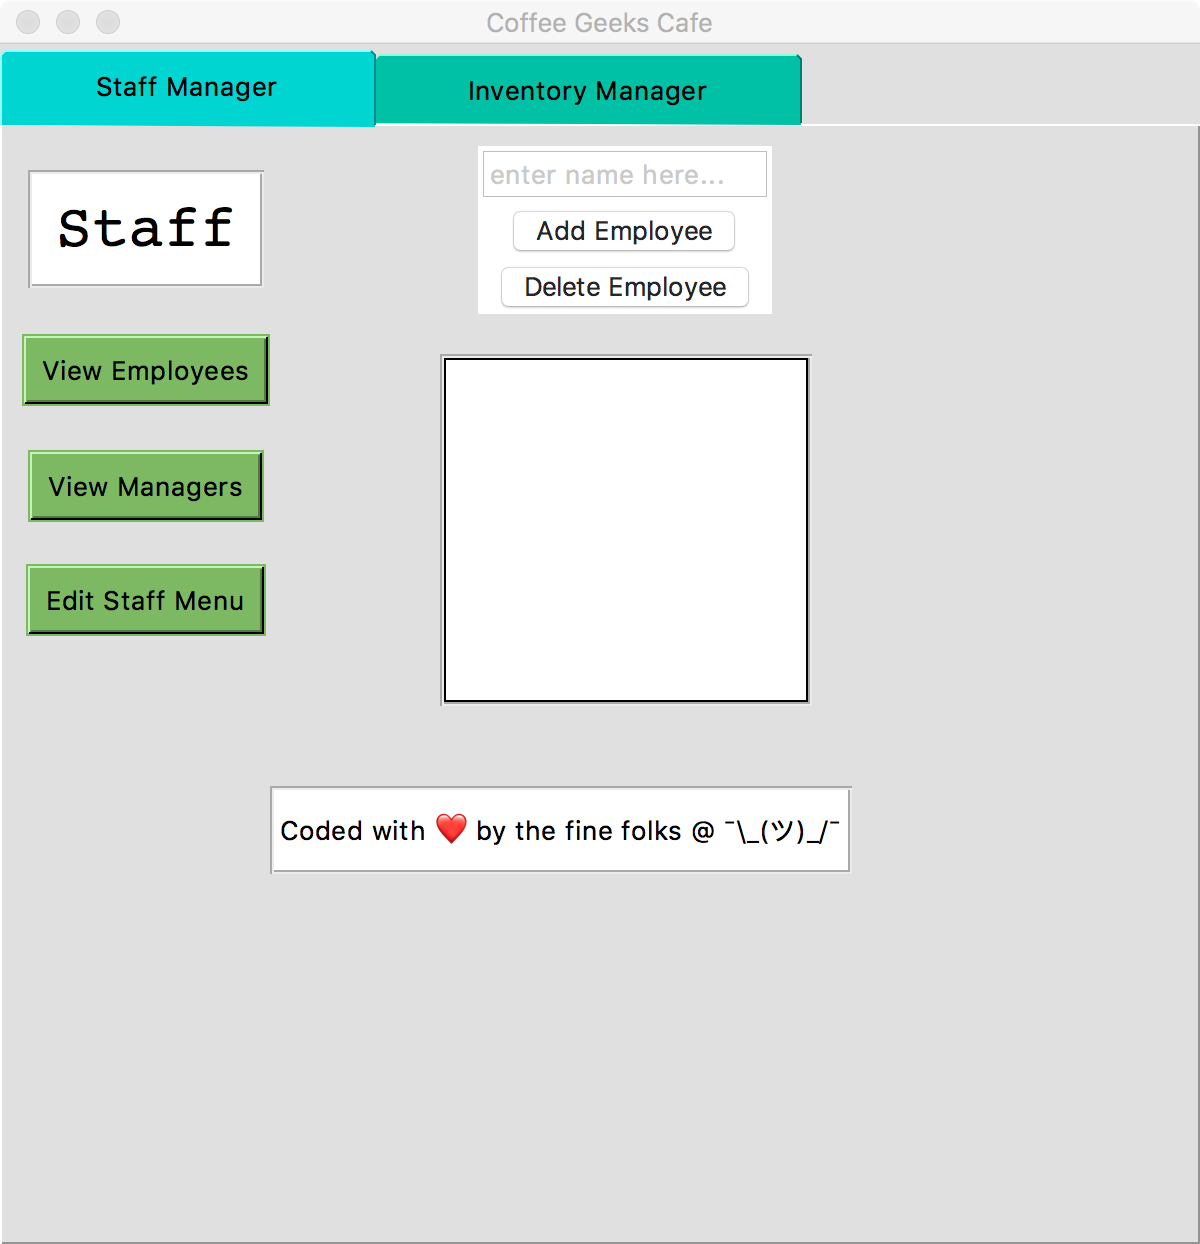 Coffee Geeks Cafe
Staff Manager
Inventory Manager
Staff
enter name here...
Add Employee
Delete Employee
View Employees
View Managers
Edit Staff Menu
Coded with ❤️ by the fine folks @ ¯\_(ツ)_/¯